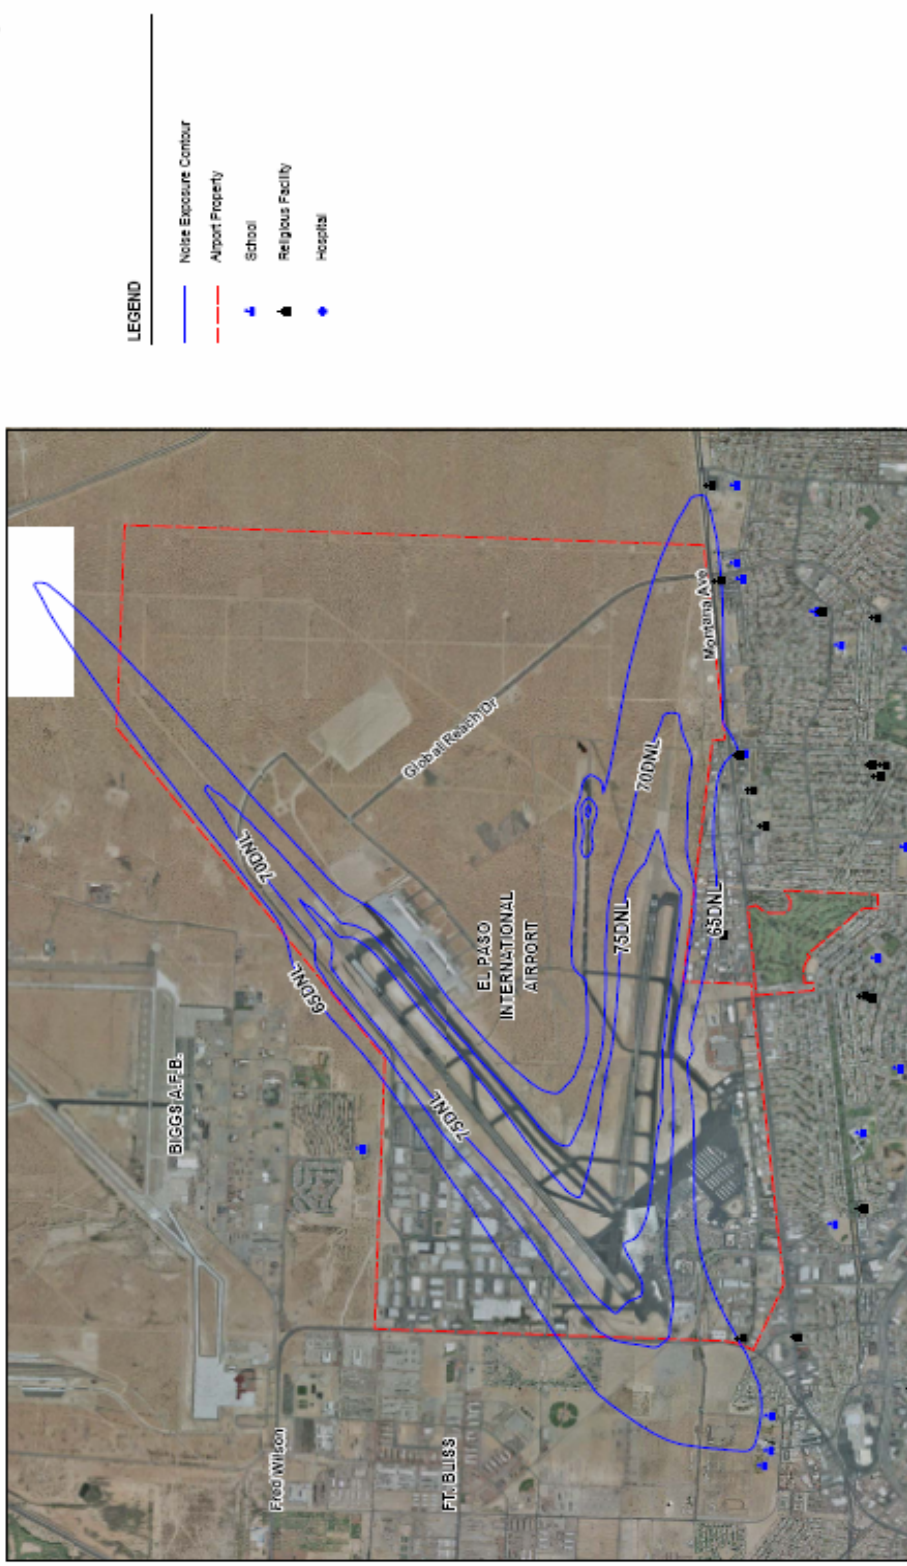 LEGEND
Noise Exposure Contour
Airport Property
School
Religious Facility
Hospital
BIGGS A.F.B.
Fred Wilson
FT. BLISS
65DNL
70DNL
75DNL
Global Reach Dr
EL PASO
INTERNATIONAL
AIRPORT
70DNL
75DNL
65DNL
Montana Ave